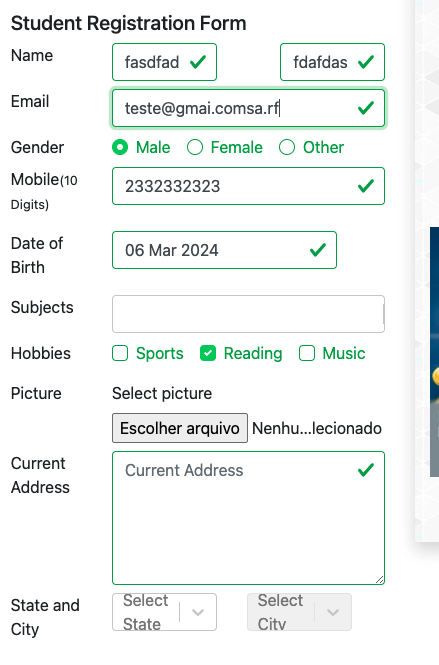 Student Registration Form
Name fasdfad fdafdas
Email teste@gmai.comsa.rf
Gender Male Female Other
Mobile(10 Digits) 2332332323
Date of Birth 06 Mar 2024
Subjects
Hobbies Sports Reading Music
Picture Select picture
Escolher arquivo Nenhu...lecionado
Current Address Current Address
State and City Select State Select City